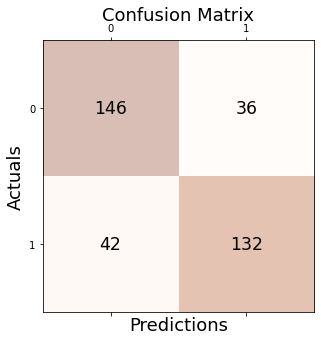 Confusion Matrix
0 1
0 146 36
Actuals
1 42 132
Predictions